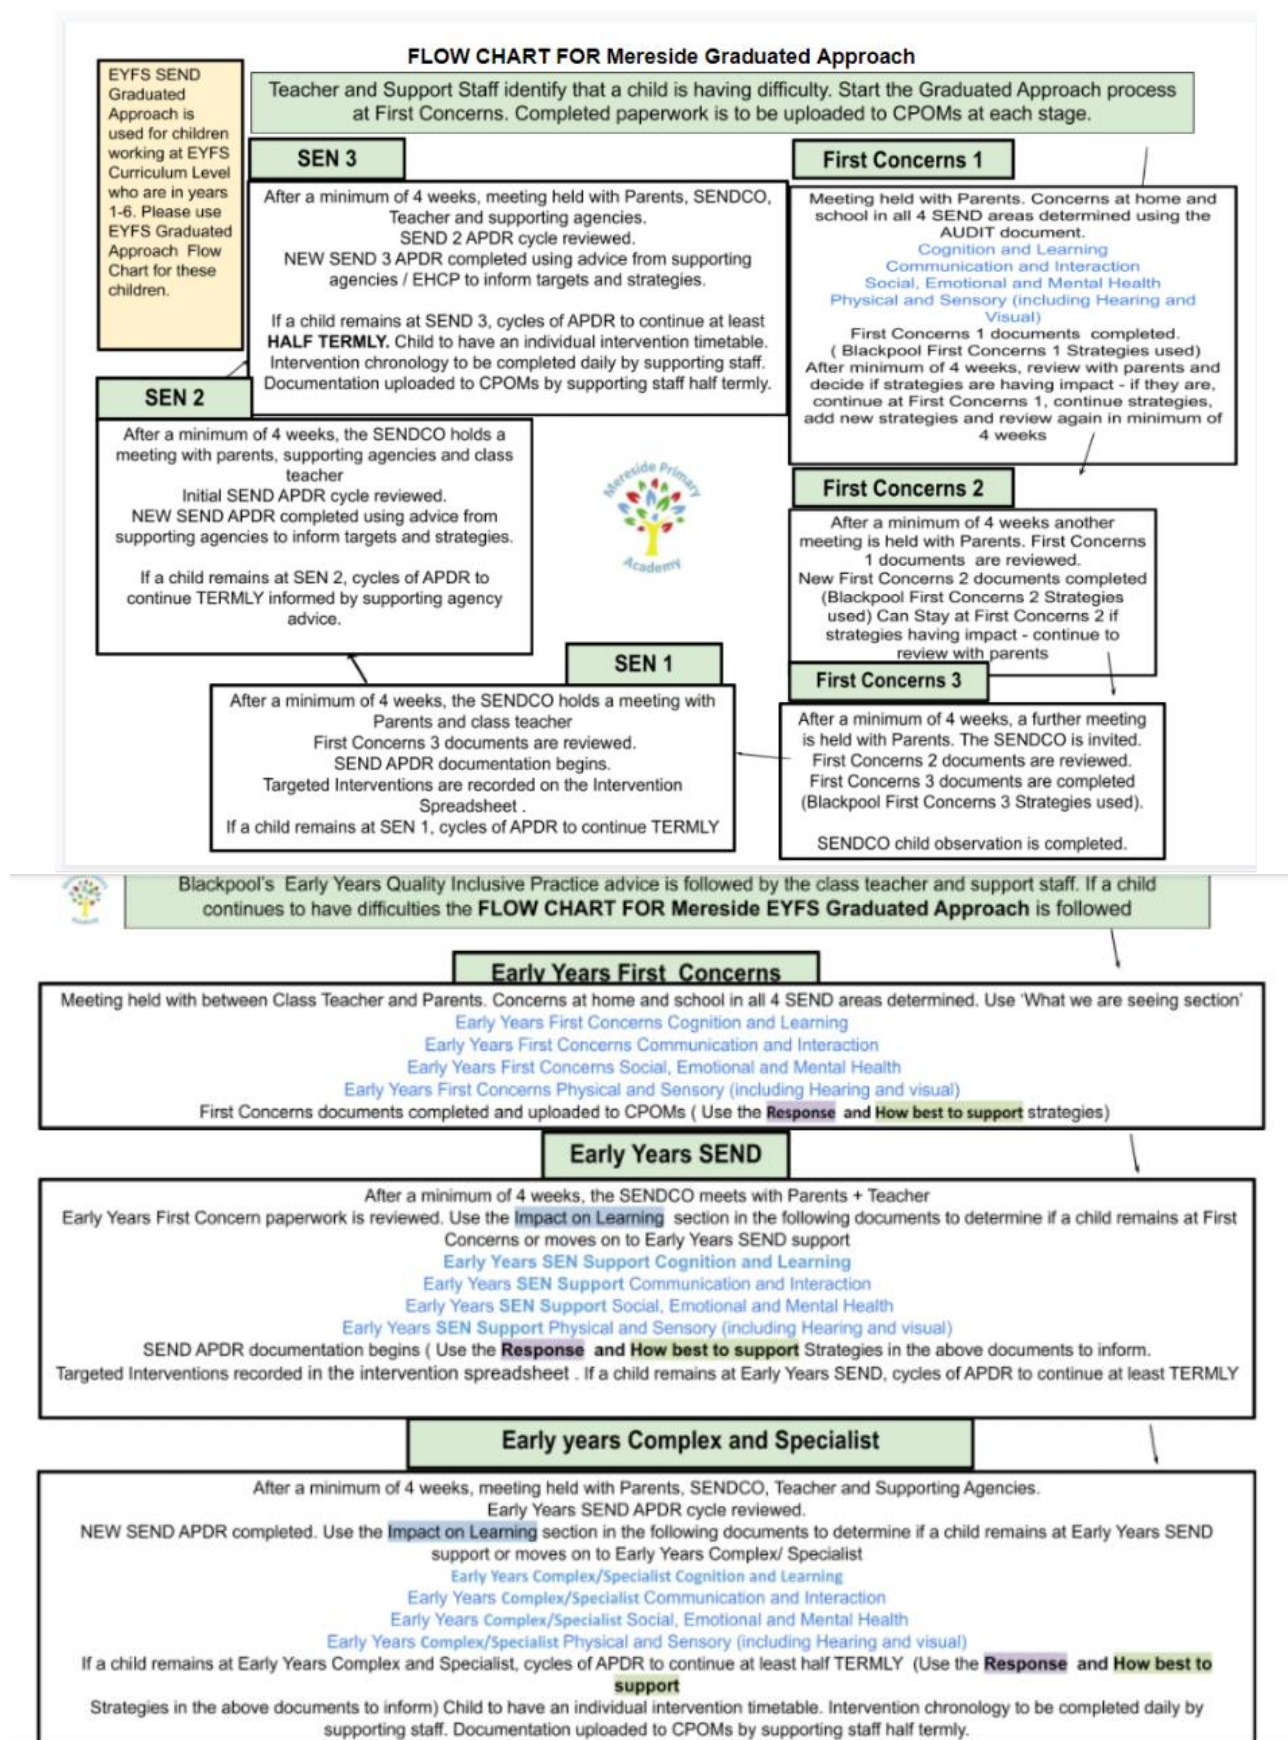 FLOW CHART FOR Mereside Graduated Approach
EYFS SEND
Graduated
Approach is
used for children
working at EYFS
Curriculum Level
who are in years
1-6. Please use
EYFS Graduated
Approach Flow
Chart for these
children.
Teacher and Support Staff identify that a child is having difficulty. Start the Graduated Approach process
at First Concerns. Completed paperwork is to be uploaded to CPOMs at each stage.
First Concerns 1
Meeting held with Parents. Concerns at home and
school in all 4 SEND areas determined using the
AUDIT document.
Cognition and Learning
Communication and Interaction
Social, Emotional and Mental Health
Physical and Sensory (including Hearing and
Visual)
First Concerns 1 documents completed.
( Blackpool First Concerns 1 Strategies used)
After minimum of 4 weeks, review with parents and
decide if strategies are having impact - if they are,
continue at First Concerns 1, continue strategies,
add new strategies and review again in minimum of
4 weeks
First Concerns 2
After a minimum of 4 weeks another
meeting is held with Parents. First Concerns
1 documents are reviewed.
New First Concerns 2 documents completed
(Blackpool First Concerns 2 Strategies
used) Can Stay at First Concerns 2 if
strategies having impact - continue to
review with parents
First Concerns 3
After a minimum of 4 weeks, a further meeting
is held with Parents. The SENDCO is invited.
First Concerns 2 documents are reviewed.
First Concerns 3 documents are completed
(Blackpool First Concerns 3 Strategies used).
SENDCO child observation is completed.
SEN 1
After a minimum of 4 weeks, the SENDCO holds a meeting with
Parents and class teacher
First Concerns 3 documents are reviewed.
SEND APDR documentation begins.
Targeted Interventions are recorded on the Intervention
Spreadsheet .
If a child remains at SEN 1, cycles of APDR to continue TERMLY
SEN 2
After a minimum of 4 weeks, the SENDCO holds a
meeting with parents, supporting agencies and class
teacher
Initial SEND APDR cycle reviewed.
NEW SEND APDR completed using advice from
supporting agencies to inform targets and strategies.
If a child remains at SEN 2, cycles of APDR to
continue TERMLY informed by supporting agency
advice.
SEN 3
After a minimum of 4 weeks, meeting held with Parents, SENDCO,
Teacher and supporting agencies.
SEND 2 APDR cycle reviewed.
NEW SEND 3 APDR completed using advice from supporting
agencies / EHCP to inform targets and strategies.
If a child remains at SEND 3, cycles of APDR to continue at least
HALF TERMLY. Child to have an individual intervention timetable.
Intervention chronology to be completed daily by supporting staff.
Documentation uploaded to CPOMs by supporting staff half termly.
Mereside Primary
Academy
Blackpool's Early Years Quality Inclusive Practice advice is followed by the class teacher and support staff. If a child
continues to have difficulties the FLOW CHART FOR Mereside EYFS Graduated Approach is followed
Early Years First Concerns
Meeting held with between Class Teacher and Parents. Concerns at home and school in all 4 SEND areas determined. Use 'What we are seeing section'
Early Years First Concerns Cognition and Learning
Early Years First Concerns Communication and Interaction
Early Years First Concerns Social, Emotional and Mental Health
Early Years First Concerns Physical and Sensory (including Hearing and visual)
First Concerns documents completed and uploaded to CPOMs ( Use the Response and How best to support strategies)
Early Years SEND
After a minimum of 4 weeks, the SENDCO meets with Parents + Teacher
Early Years First Concern paperwork is reviewed. Use the Impact on Learning section in the following documents to determine if a child remains at First
Concerns or moves on to Early Years SEND support
Early Years SEN Support Cognition and Learning
Early Years SEN Support Communication and Interaction
Early Years SEN Support Social, Emotional and Mental Health
Early Years SEN Support Physical and Sensory (including Hearing and visual)
SEND APDR documentation begins ( Use the Response and How best to support Strategies in the above documents to inform.
Targeted Interventions recorded in the intervention spreadsheet . If a child remains at Early Years SEND, cycles of APDR to continue at least TERMLY
Early years Complex and Specialist
After a minimum of 4 weeks, meeting held with Parents, SENDCO, Teacher and Supporting Agencies.
Early Years SEND APDR cycle reviewed.
NEW SEND APDR completed. Use the Impact on Learning section in the following documents to determine if a child remains at Early Years SEND
support or moves on to Early Years Complex/ Specialist
Early Years Complex/Specialist Cognition and Learning
Early Years Complex/Specialist Communication and Interaction
Early Years Complex/Specialist Social, Emotional and Mental Health
Early Years Complex/Specialist Physical and Sensory (including Hearing and visual)
If a child remains at Early Years Complex and Specialist, cycles of APDR to continue at least half TERMLY (Use the Response and How best to
support
Strategies in the above documents to inform) Child to have an individual intervention timetable. Intervention chronology to be completed daily by
supporting staff. Documentation uploaded to CPOMs by supporting staff half termly.